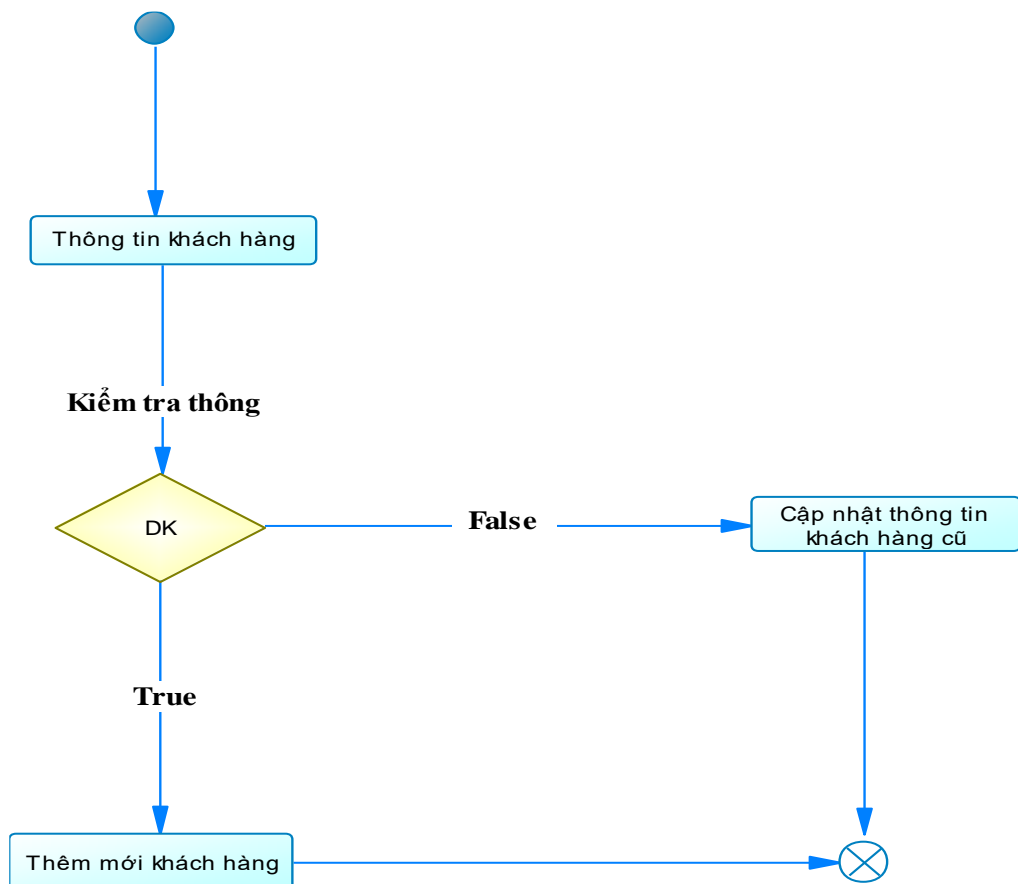 Thông tin khách hàng
Kiểm tra thông
DK
False
Cập nhật thông tin
khách hàng cũ
True
Thêm mới khách hàng